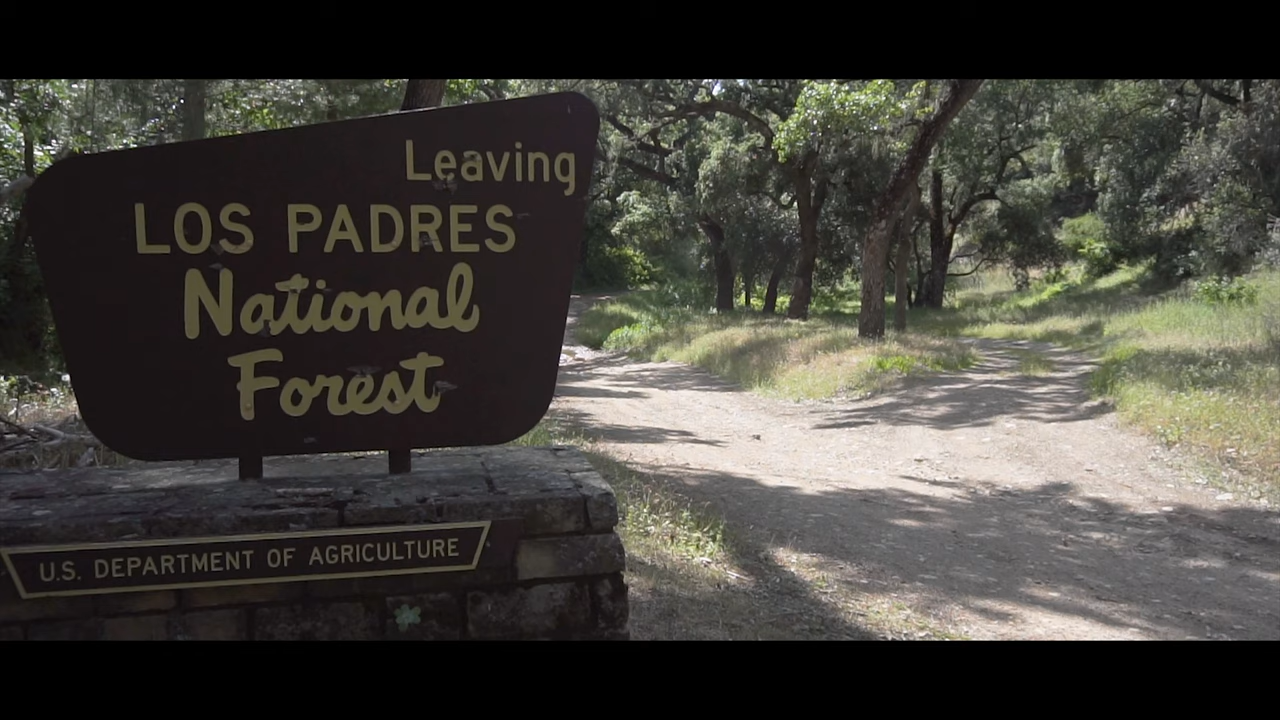 Leaving
LOS PADRES
National
Forest
U.S. DEPARTMENT OF AGRICULTURE